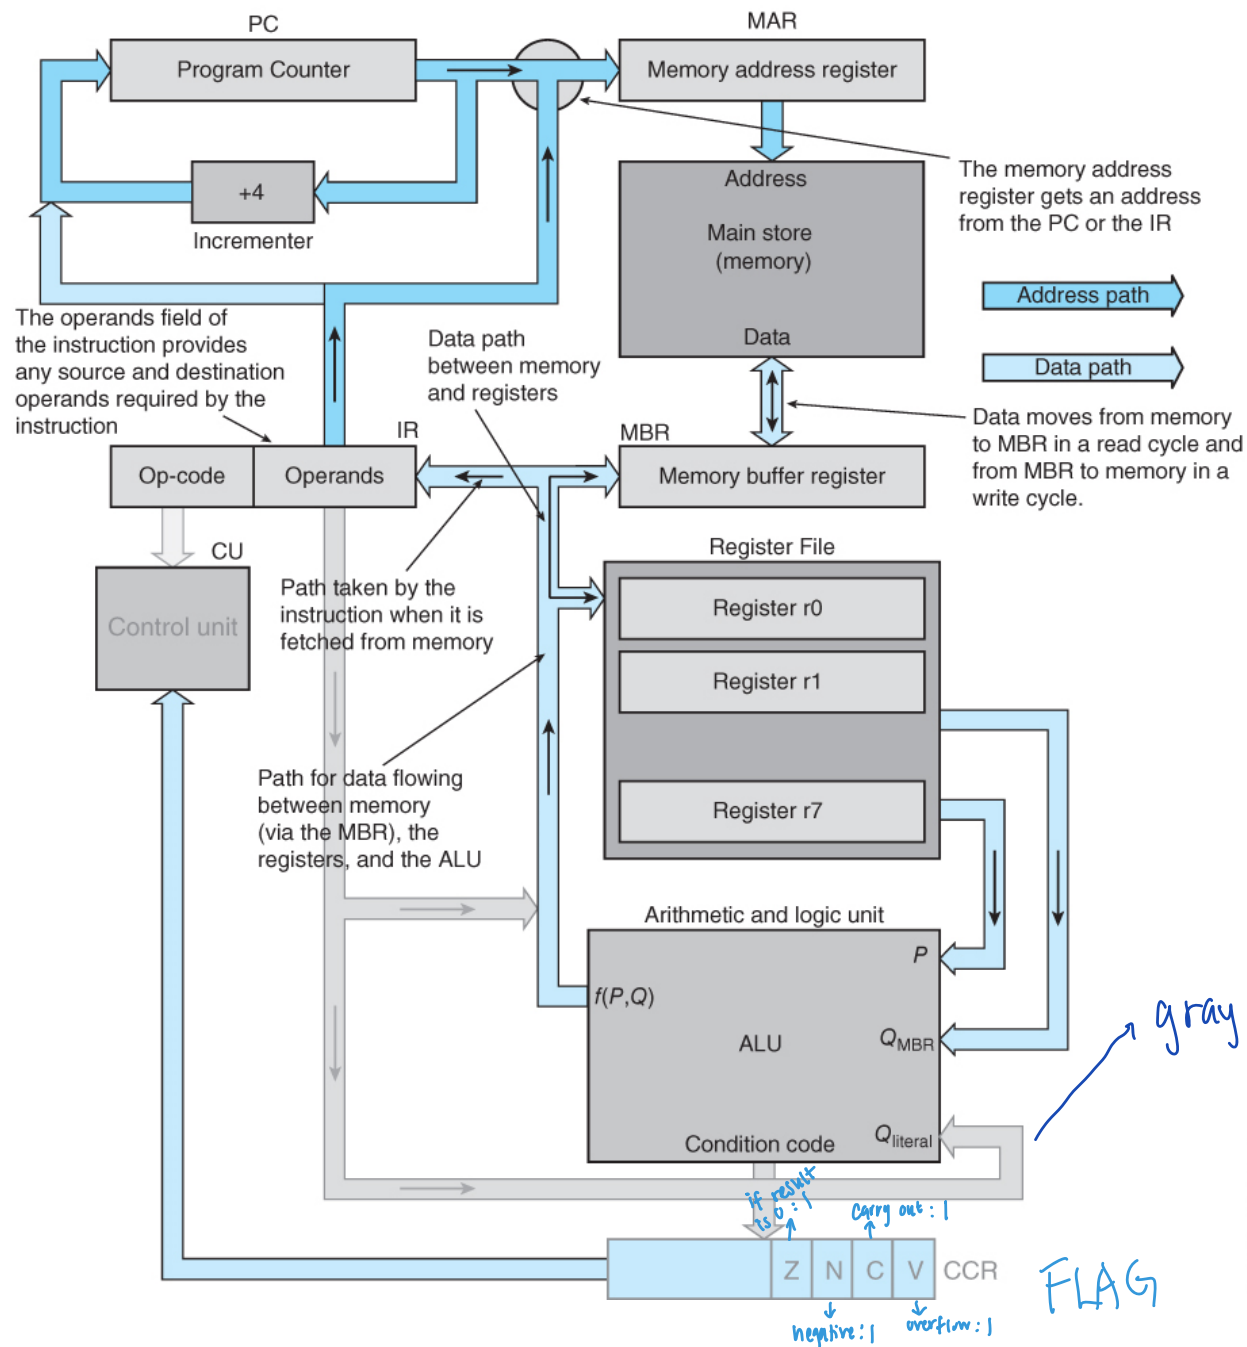 PC
MAR
Program Counter
Memory address register
+4
Incrementer
The memory address
register gets an address
from the PC or the IR
Address
Main store
(memory)
Data
Address path
Data path
The operands field of
the instruction provides
any source and destination
operands required by the
instruction
Data path
between memory
and registers
Data moves from memory
to MBR in a read cycle and
from MBR to memory in a
write cycle.
IR
MBR
Op-code
Operands
Memory buffer register
CU
Control unit
Path taken by the
instruction when it is
fetched from memory
Register File
Register r0
Register r1
Register r7
Path for data flowing
between memory
(via the MBR), the
registers, and the ALU
Arithmetic and logic unit
P
f(P,Q)
ALU
QMBR
Qliteral
Condition code
gray
if result
is 0 : 1
carry out : 1
Z N C V
CCR
FLAG
negative : 1
overflow : 1